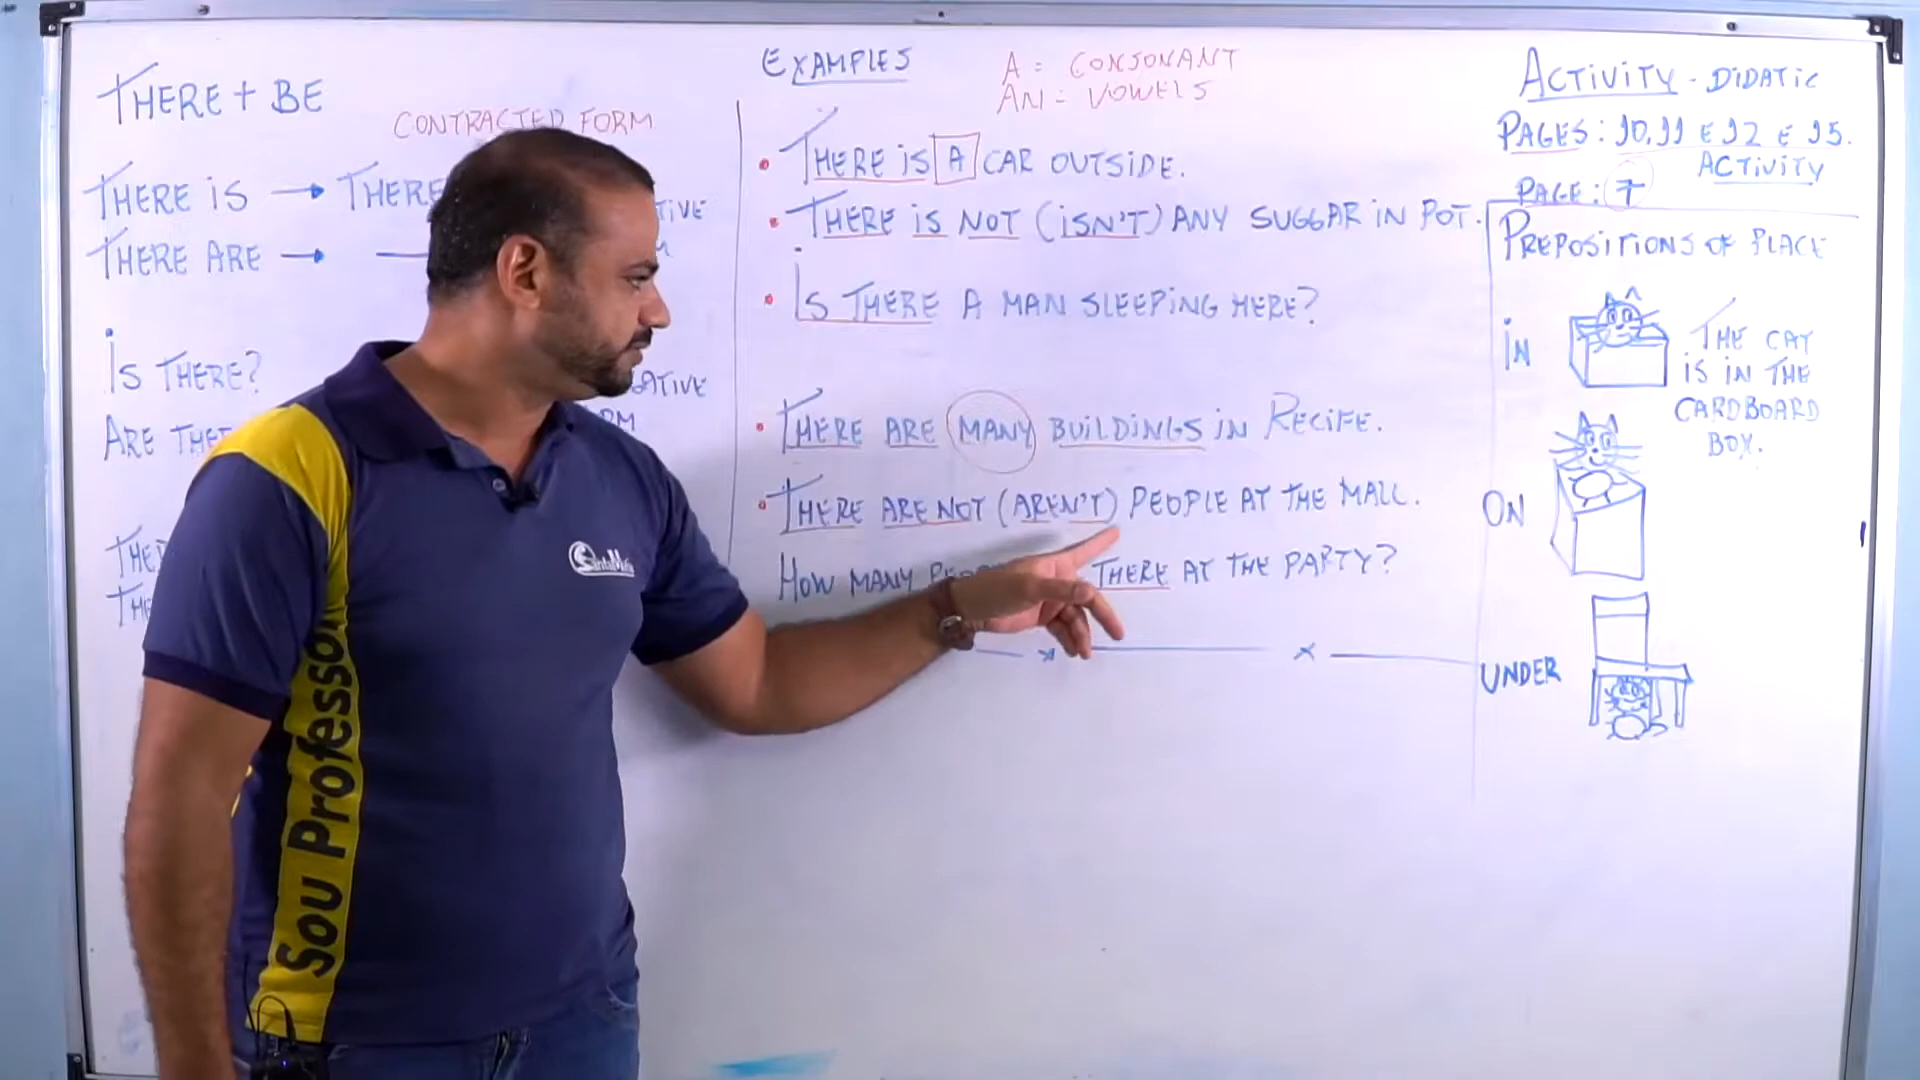 THERE + BE
CONTRACTED FORM
THERE IS → THERE
THERE ARE →
IS THERE?
ARE
EXAMPLES
A = CONSONANT
AN = VOWELS
• THERE IS A CAR OUTSIDE.
• THERE IS NOT (ISN'T) ANY SUGGAR IN POT.
• IS THERE A MAN SLEEPING HERE?
• THERE ARE MANY BUILDINGS IN RECIFE.
• THERE ARE NOT (AREN'T) PEOPLE AT THE MALL.
HOW MANY THERE AT THE PARTY?
ACTIVITY - DIDATIC
PAGES: 10, 11 E 12 E 15.
ACTIVITY
PAGE: 7
PREPOSITIONS OF PLACE
IN
THE CAT
IS IN THE
CARDBOARD
BOX.
ON
UNDER
Sou Professor